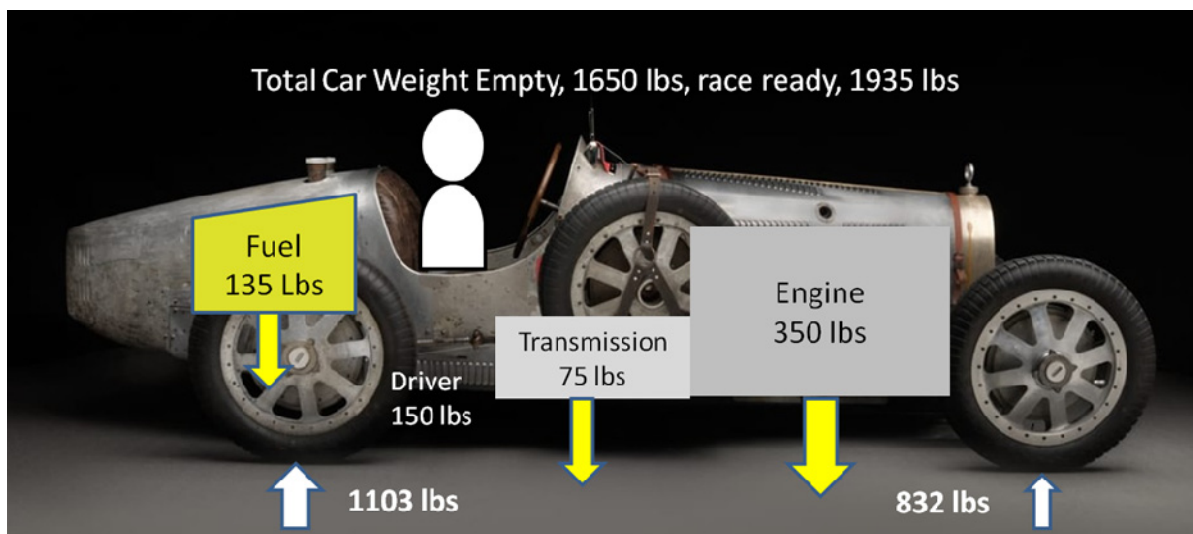 Total Car Weight Empty, 1650 lbs, race ready, 1935 lbs
Fuel
135 Lbs
Engine
350 lbs
Transmission
75 lbs
Driver
150 lbs
1103 lbs
832 lbs